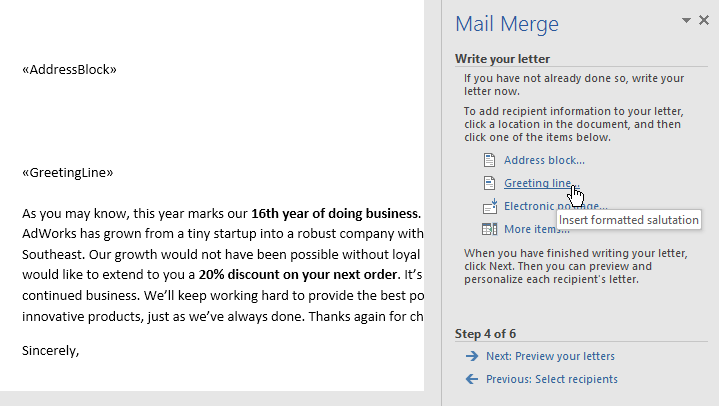 «AddressBlock»
«GreetingLine»
As you may know, this year marks our 16th year of doing business.
AdWorks has grown from a tiny startup into a robust company with
Southeast. Our growth would not have been possible without loyal
would like to extend to you a 20% discount on your next order. It's
continued business. We'll keep working hard to provide the best po
innovative products, just as we've always done. Thanks again for ch
Sincerely,
Mail Merge
Write your letter
If you have not already done so, write your
letter now.
To add recipient information to your letter,
click a location in the document, and then
click one of the items below.
Address block...
Greeting line...
Electronic postage...
Insert formatted salutation
More items...
When you have finished writing your letter,
click Next. Then you can preview and
personalize each recipient's letter.
Step 4 of 6
Next: Preview your letters
Previous: Select recipients